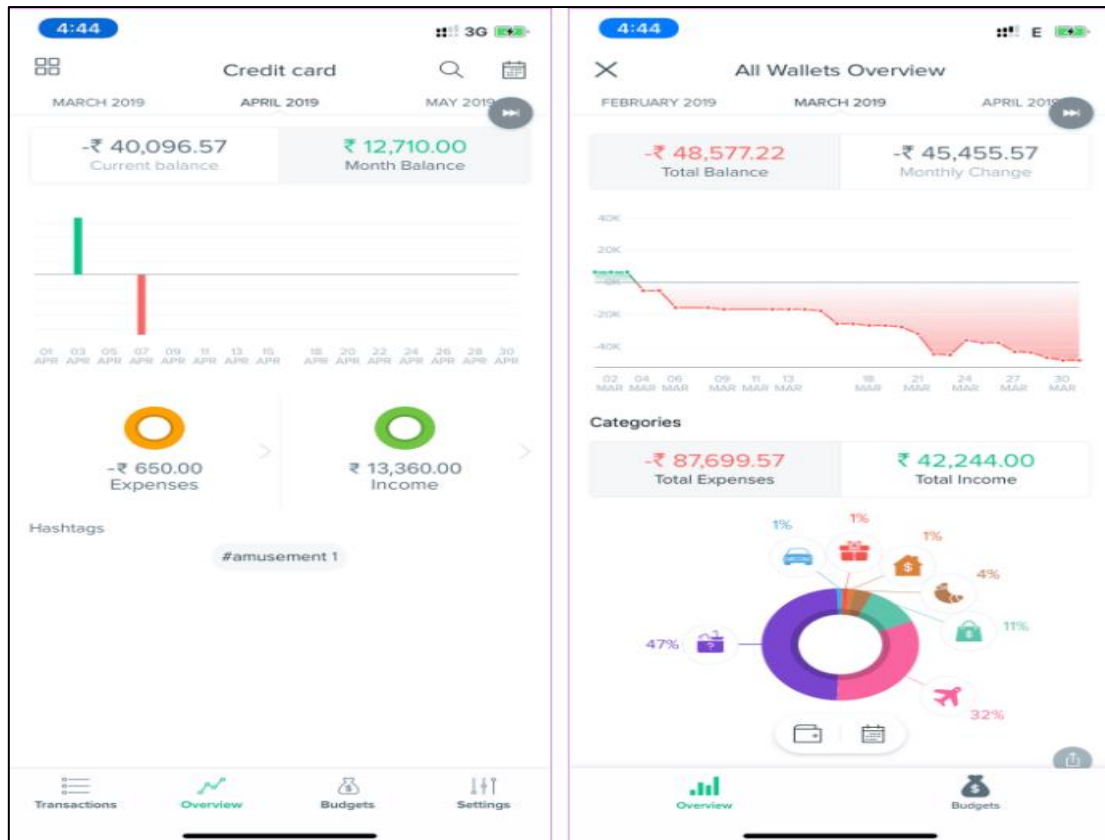 4:44
3G
Credit card
MARCH 2019 APRIL 2019 MAY 2019
-₹ 40,096.57 ₹ 12,710.00
Current balance Month Balance
01 03 05 07 09 11 13 15 18 20 22 24 26 28 30
APR APR APR APR APR APR APR APR APR APR APR APR APR APR APR
-₹ 650.00 ₹ 13,360.00
Expenses Income
Hashtags
#amusement 1
Transactions Overview Budgets Settings
4:44
E
All Wallets Overview
FEBRUARY 2019 MARCH 2019 APRIL 2019
-₹ 48,577.22 -₹ 45,455.57
Total Balance Monthly Change
40K
20K
0K
-20K
-40K
02 04 06 09 11 13 18 21 24 27 30
MAR MAR MAR MAR MAR MAR MAR MAR MAR MAR MAR
Categories
-₹ 87,699.57 ₹ 42,244.00
Total Expenses Total Income
1% 1% 1%
4%
11%
47%
32%
Overview Budgets